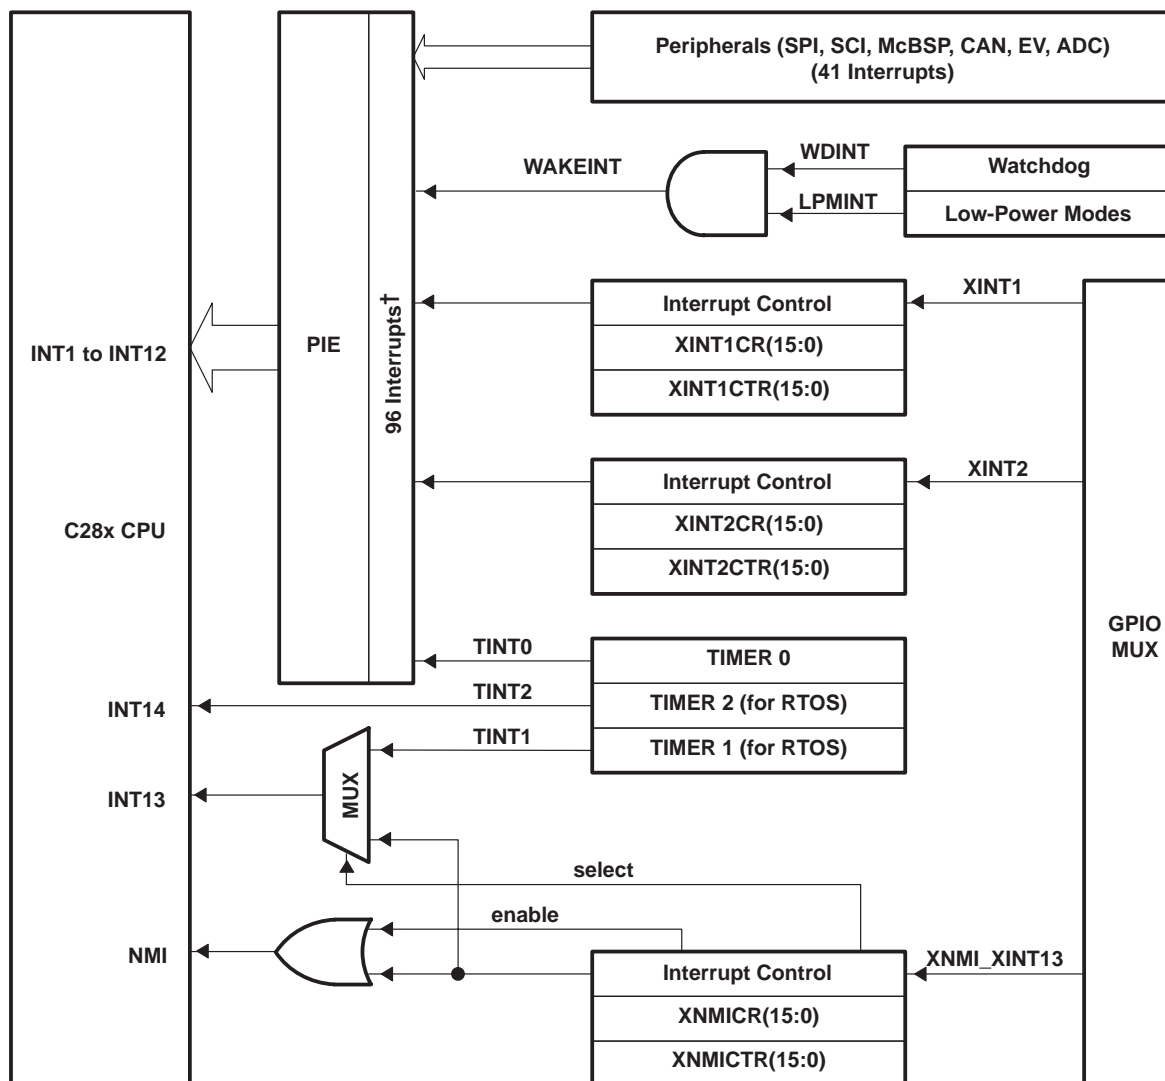 Peripherals (SPI, SCI, McBSP, CAN, EV, ADC)
(41 Interrupts)
WDINT
Watchdog
WAKEINT
LPMINT
Low-Power Modes
XINT1
Interrupt Control
96 Interrupts†
PIE
INT1 to INT12
XINT1CR(15:0)
XINT1CTR(15:0)
XINT2
Interrupt Control
C28x CPU
XINT2CR(15:0)
XINT2CTR(15:0)
GPIO
MUX
TINT0
TIMER 0
TINT2
INT14
TIMER 2 (for RTOS)
TINT1
TIMER 1 (for RTOS)
INT13
MUX
select
enable
NMI
XNMI_XINT13
Interrupt Control
XNMICR(15:0)
XNMICTR(15:0)